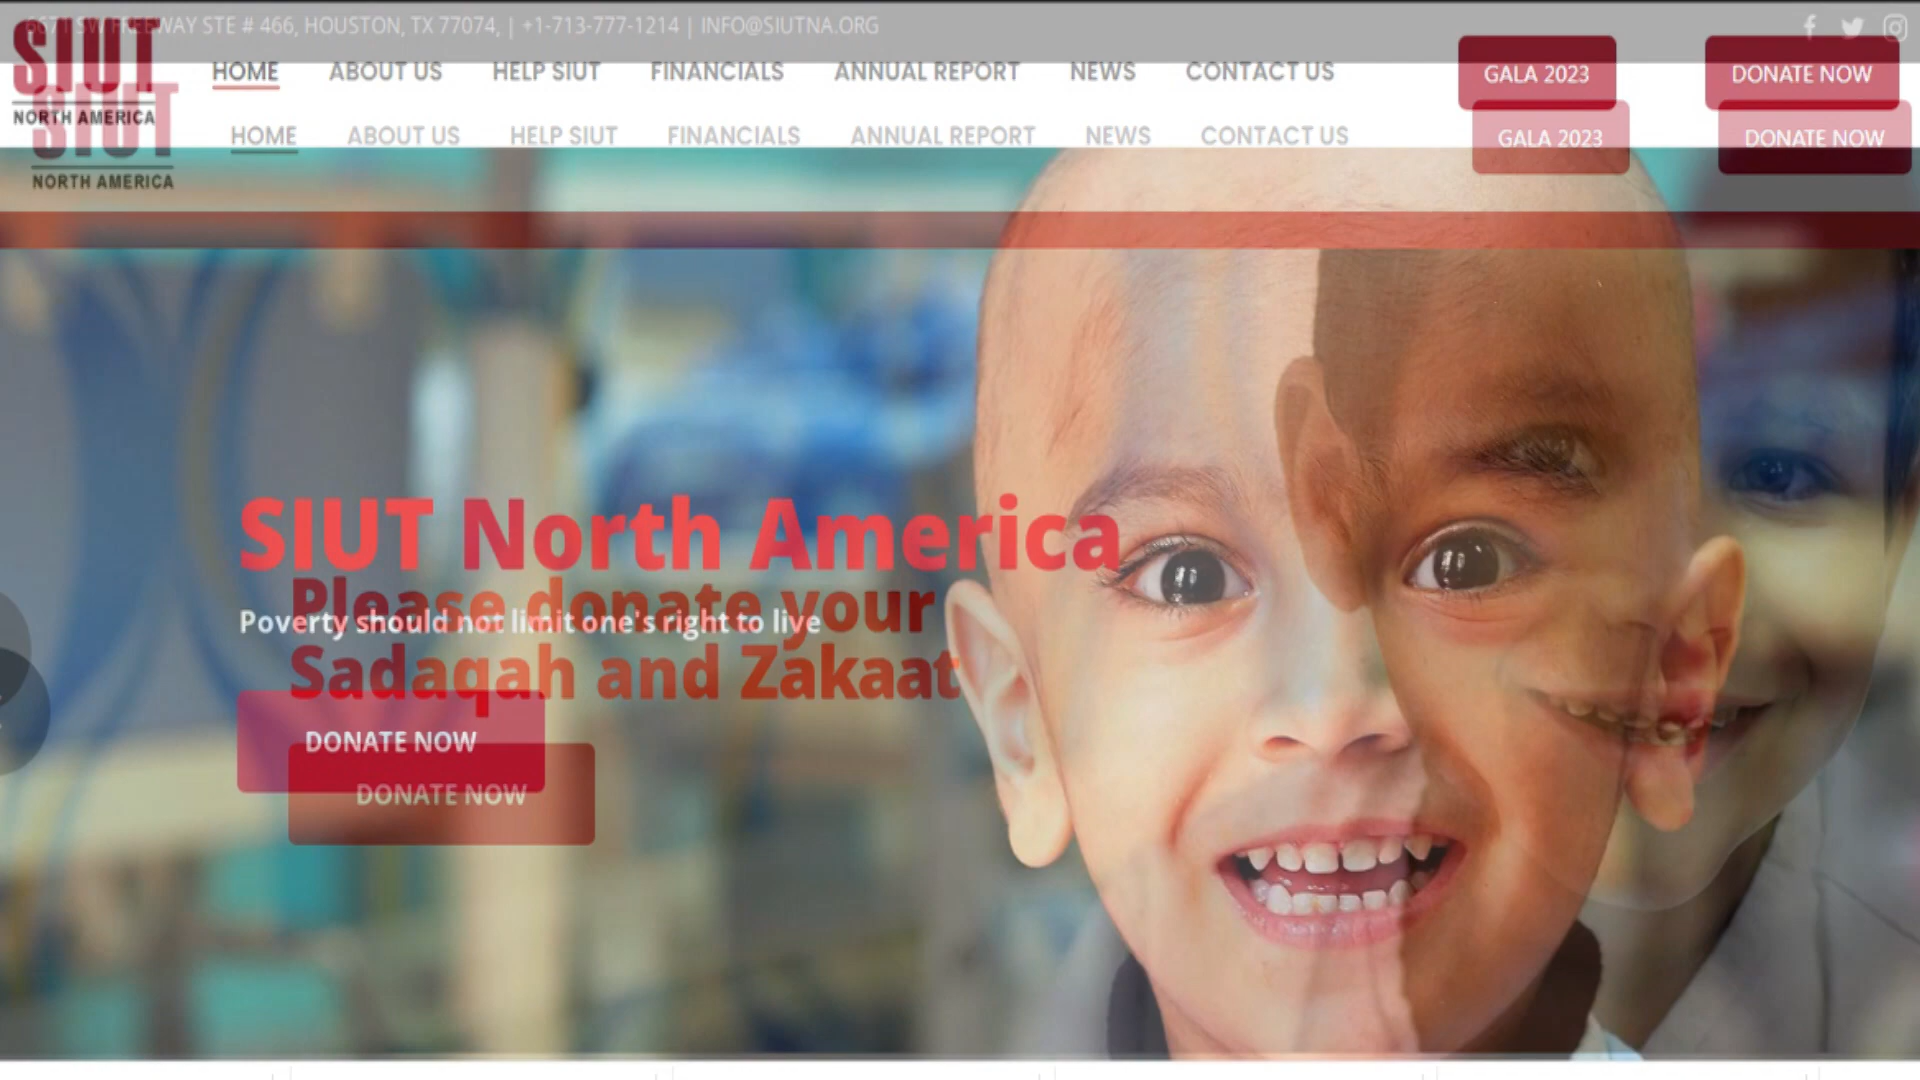 6671 SW FREEWAY STE # 466, HOUSTON, TX 77074, | +1-713-777-1214 | INFO@SIUTNA.ORG
SIUT
NORTH AMERICA
HOME ABOUT US HELP SIUT FINANCIALS ANNUAL REPORT NEWS CONTACT US GALA 2023 DONATE NOW
SIUT
NORTH AMERICA
HOME ABOUT US HELP SIUT FINANCIALS ANNUAL REPORT NEWS CONTACT US GALA 2023 DONATE NOW
SIUT North America
Please donate your
Poverty should not limit one's right to live
Sadaqah and Zakaat
DONATE NOW
DONATE NOW